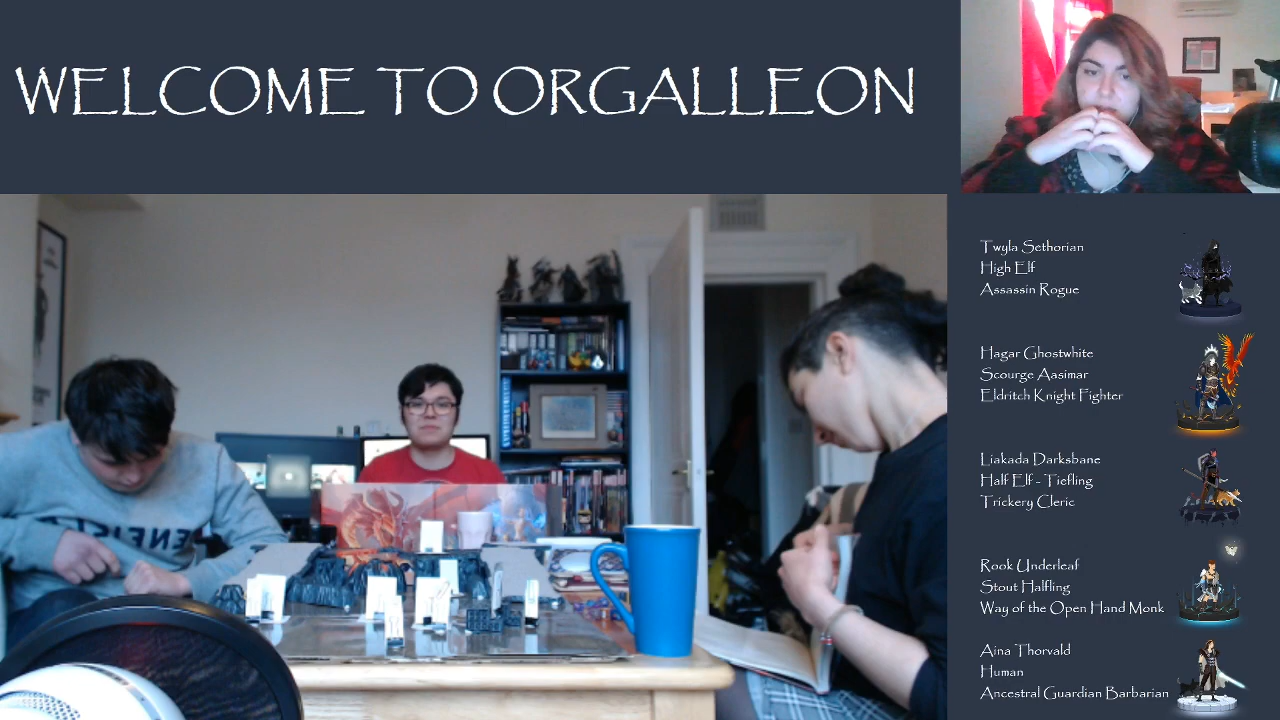 WELCOME TO ORGALLEON
Twyla Sethorian
High Elf
Assassin Rogue
Hagar Ghostwhite
Scourge Aasimar
Eldritch Knight Fighter
Liakada Darksbane
Half Elf - Tiefling
Trickery Cleric
Rook Underleaf
Stout Halfling
Way of the Open Hand Monk
Aina Thorvald
Human
Ancestral Guardian Barbarian